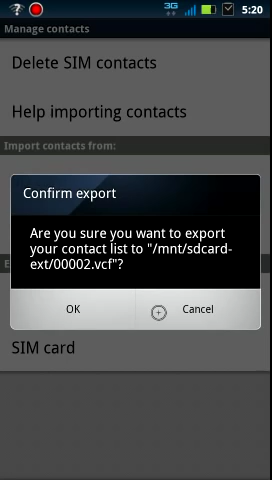 3G 5:20
Manage contacts
Delete SIM contacts
Help importing contacts
Import contacts from:
Confirm export
Are you sure you want to export
your contact list to "/mnt/sdcard-
ext/00002.vcf"?
OK Cancel
SIM card